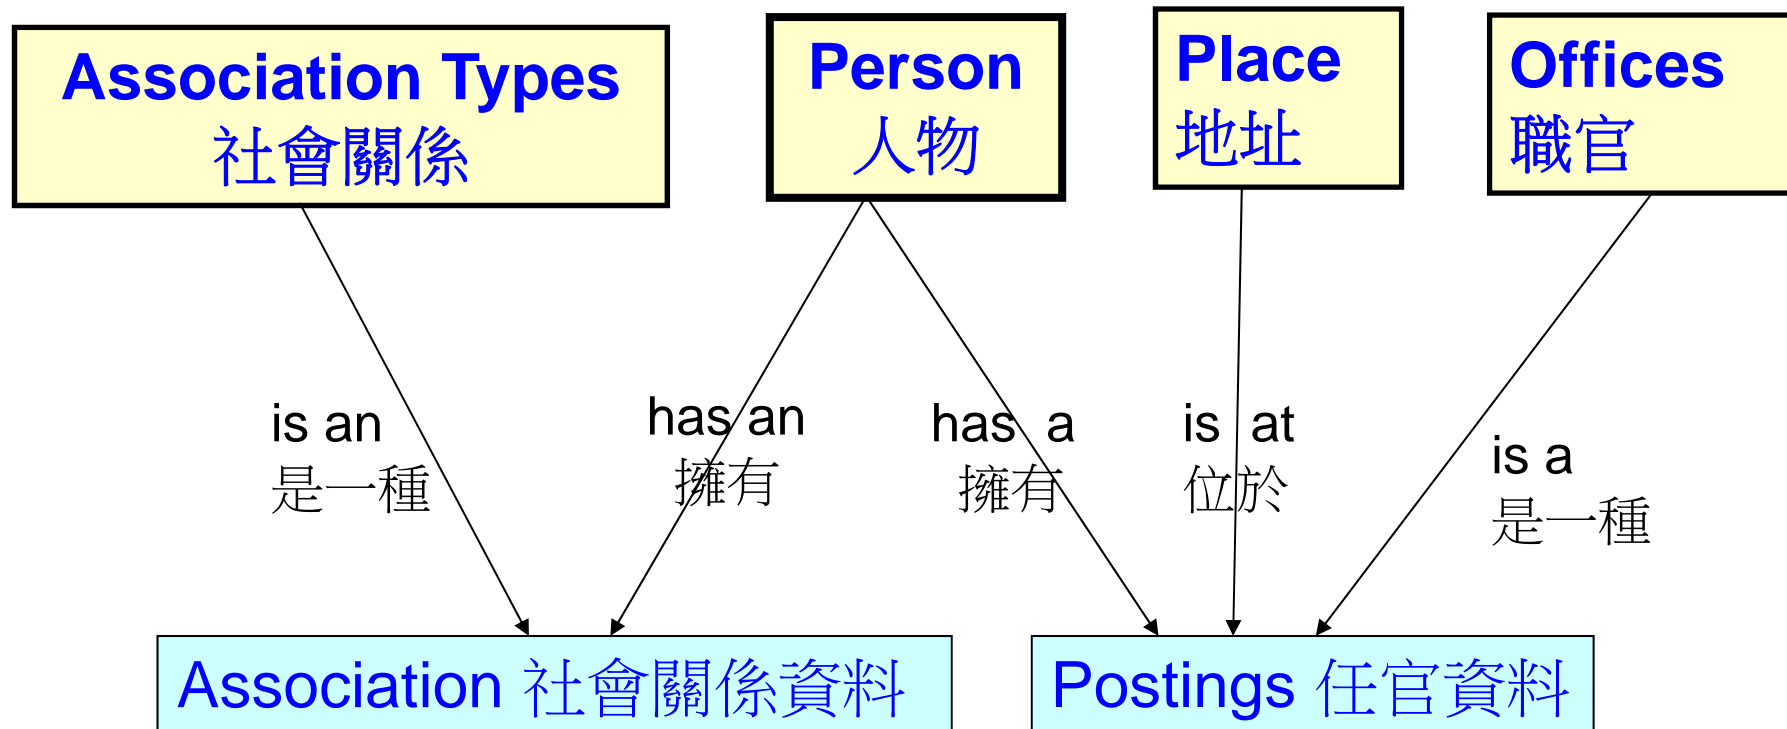 Association Types
社會關係
Person
人物
Place
地址
Offices
職官
is an
是一種
has an
擁有
has a
擁有
is at
位於
is a
是一種
Association 社會關係資料
Postings 任官資料